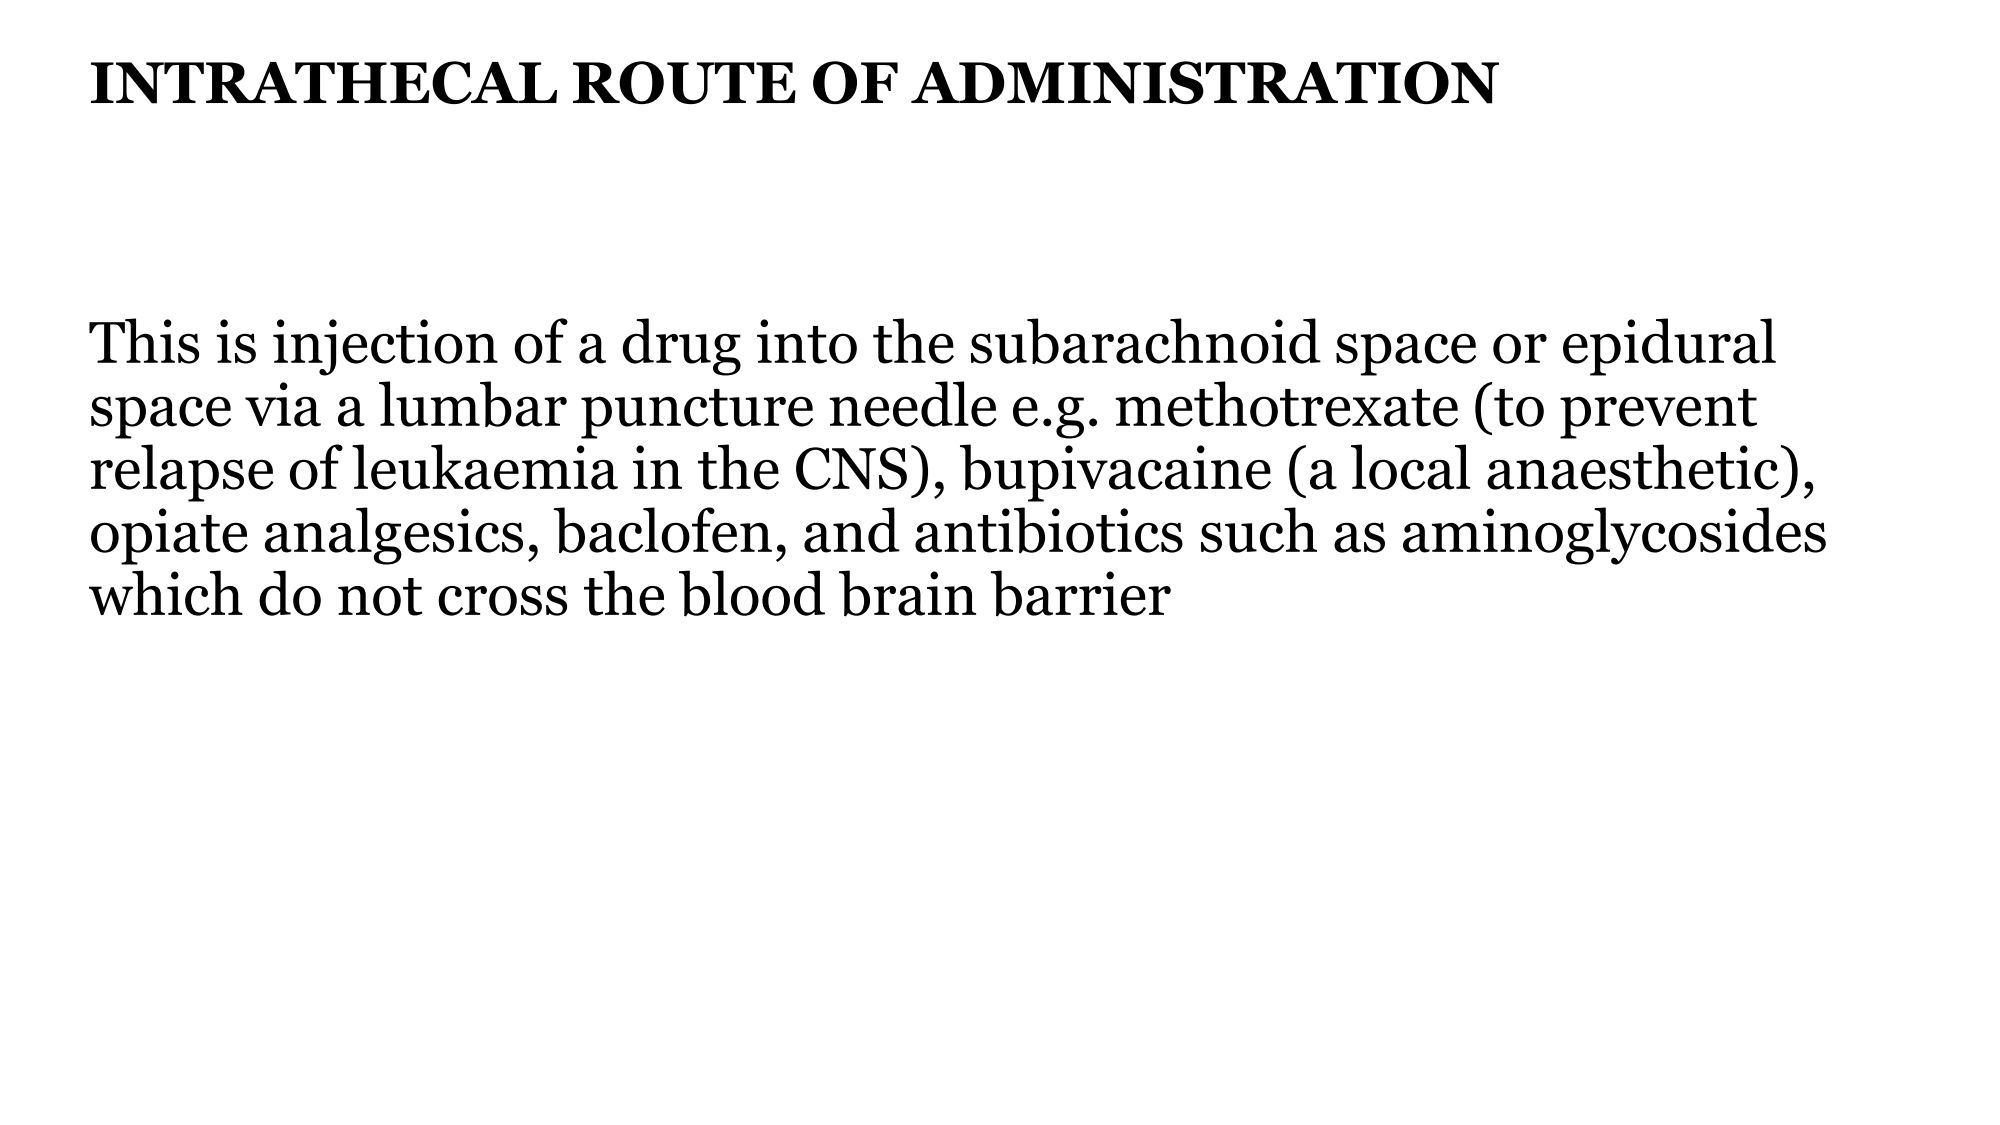 INTRATHECAL ROUTE OF ADMINISTRATION
This is injection of a drug into the subarachnoid space or epidural
space via a lumbar puncture needle e.g. methotrexate (to prevent
relapse of leukaemia in the CNS), bupivacaine (a local anaesthetic),
opiate analgesics, baclofen, and antibiotics such as aminoglycosides
which do not cross the blood brain barrier